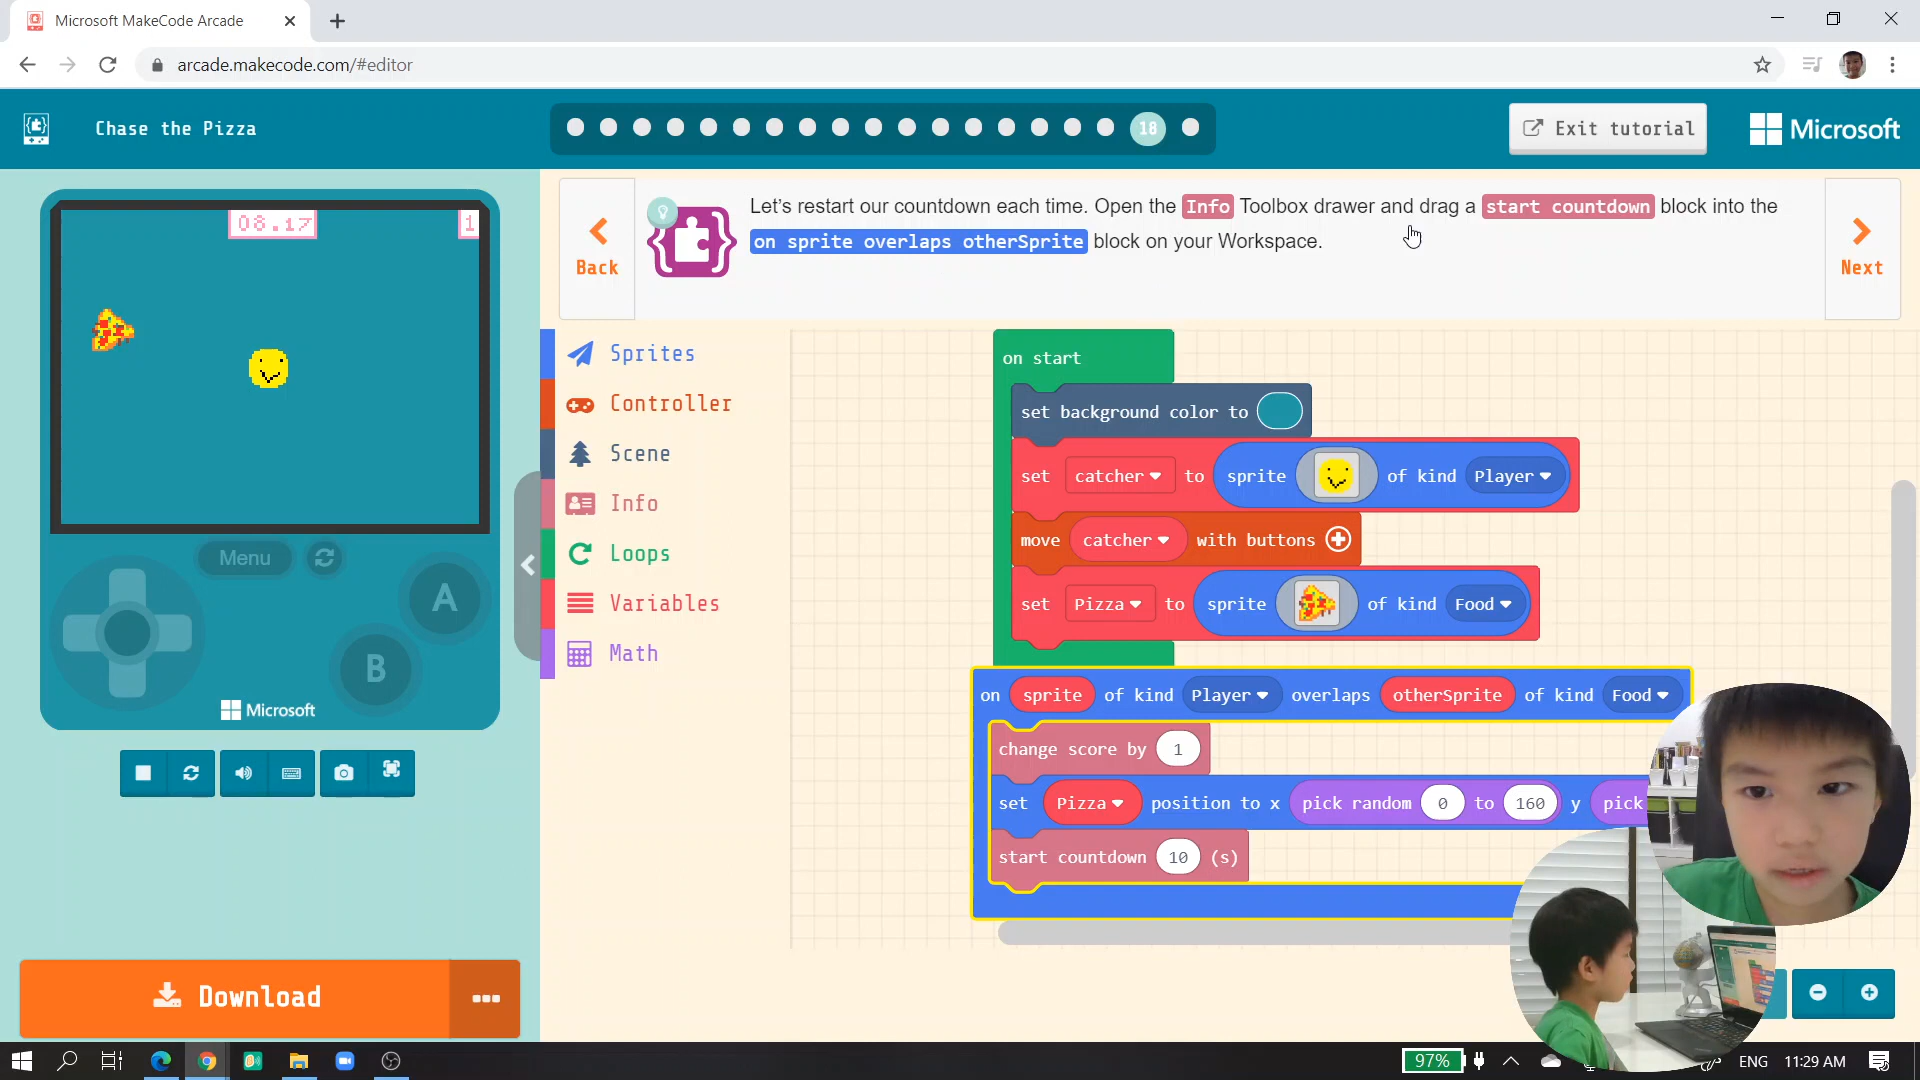 Microsoft MakeCode Arcade
arcade.makecode.com/#editor
Chase the Pizza
18
Exit tutorial
Microsoft
Back
Let's restart our countdown each time. Open the Info Toolbox drawer and drag a start countdown block into the
on sprite overlaps otherSprite block on your Workspace.
Next
08.17
1
Menu
A
B
Microsoft
Download
Sprites
Controller
Scene
Info
Loops
Variables
Math
on start
set background color to
set catcher to sprite of kind Player
move catcher with buttons
set Pizza to sprite of kind Food
on sprite of kind Player overlaps otherSprite of kind Food
change score by 1
set Pizza position to x pick random 0 to 160 y pick
start countdown 10 (s)
97%
ENG
11:29 AM